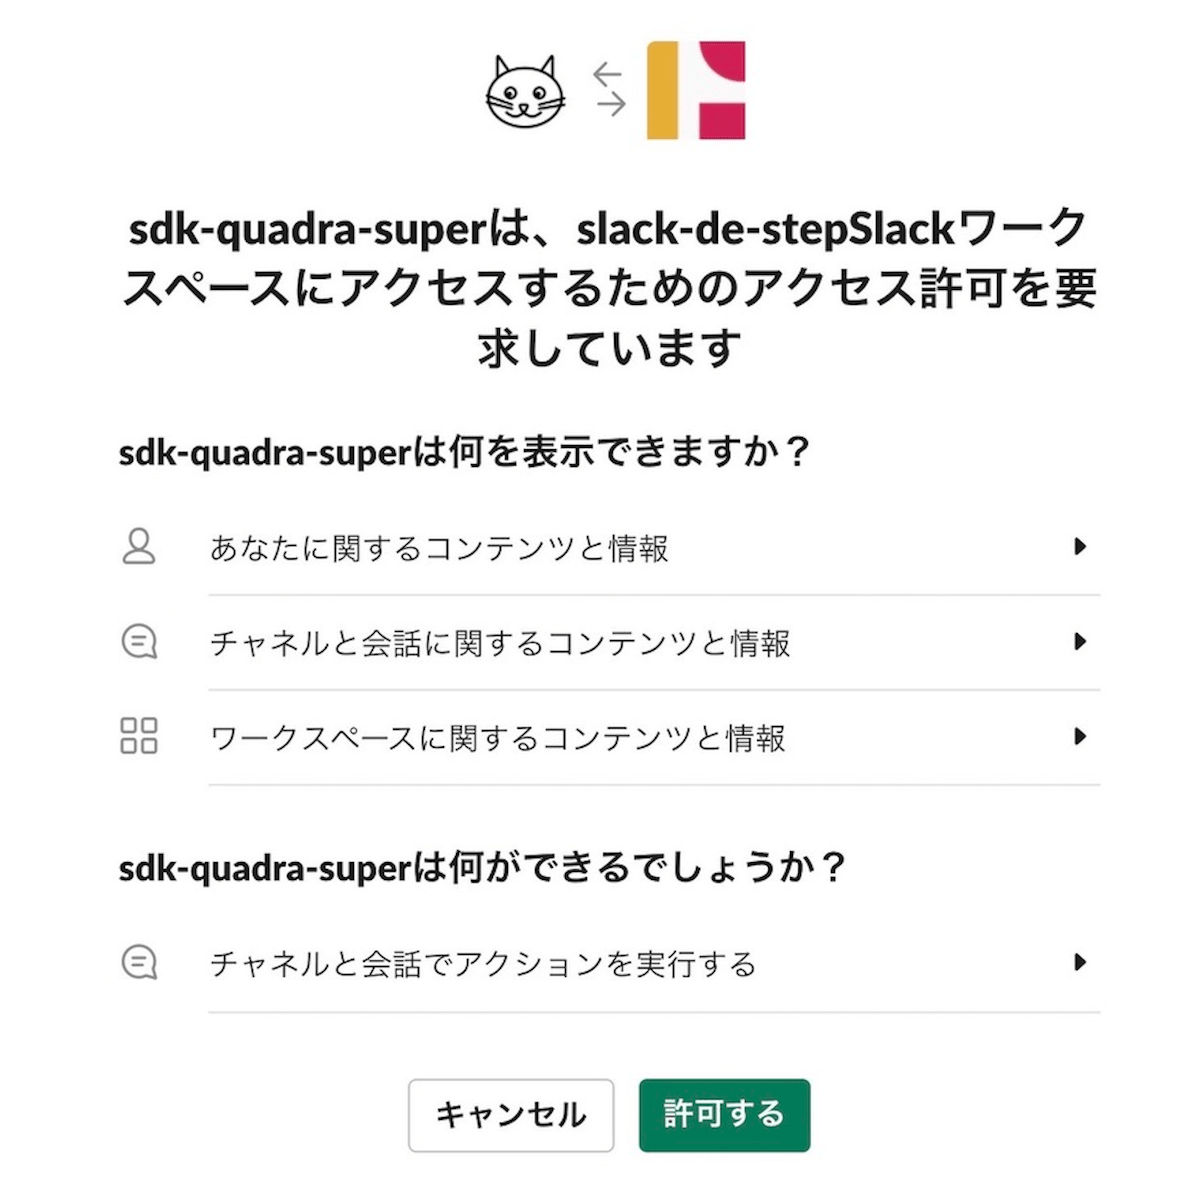 sdk-quadra-superは、slack-de-stepSlackワーク
スペースにアクセスするためのアクセス許可を要
求しています
sdk-quadra-superは何を表示できますか？
あなたに関するコンテンツと情報
チャネルと会話に関するコンテンツと情報
ワークスペースに関するコンテンツと情報
sdk-quadra-superは何ができるでしょうか？
チャネルと会話でアクションを実行する
キャンセル
許可する